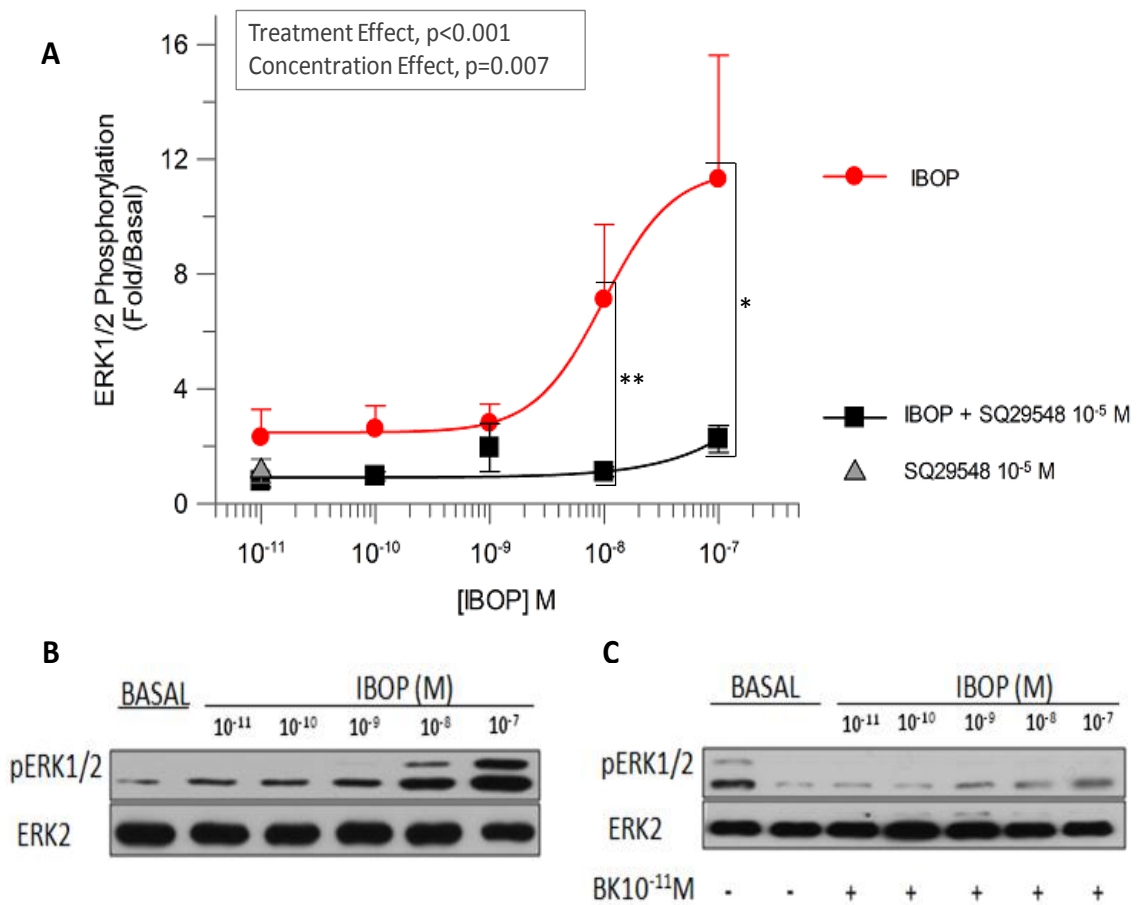 A
Treatment Effect, p<0.001
Concentration Effect, p=0.007
ERK1/2 Phosphorylation
(Fold/Basal)
16
12
8
4
0
**
*
IBOP
IBOP + SQ29548 10⁻⁵ M
SQ29548 10⁻⁵ M
10⁻¹¹ 10⁻¹⁰ 10⁻⁹ 10⁻⁸ 10⁻⁷
[IBOP] M
B
BASAL IBOP (M)
10⁻¹¹ 10⁻¹⁰ 10⁻⁹ 10⁻⁸ 10⁻⁷
pERK1/2
ERK2
C
BASAL IBOP (M)
10⁻¹¹ 10⁻¹⁰ 10⁻⁹ 10⁻⁸ 10⁻⁷
pERK1/2
ERK2
BK10⁻¹¹M - - + + + + +